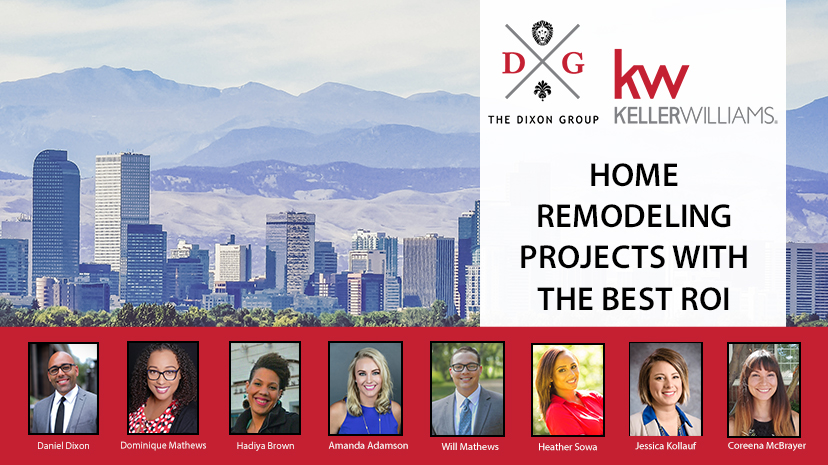 D G
THE DIXON GROUP
kw
KELLERWILLIAMS®
HOME
REMODELING
PROJECTS WITH
THE BEST ROI
Daniel Dixon
Dominique Mathews
Hadiya Brown
Amanda Adamson
Will Mathews
Heather Sowa
Jessica Kollauf
Coreena McBrayer